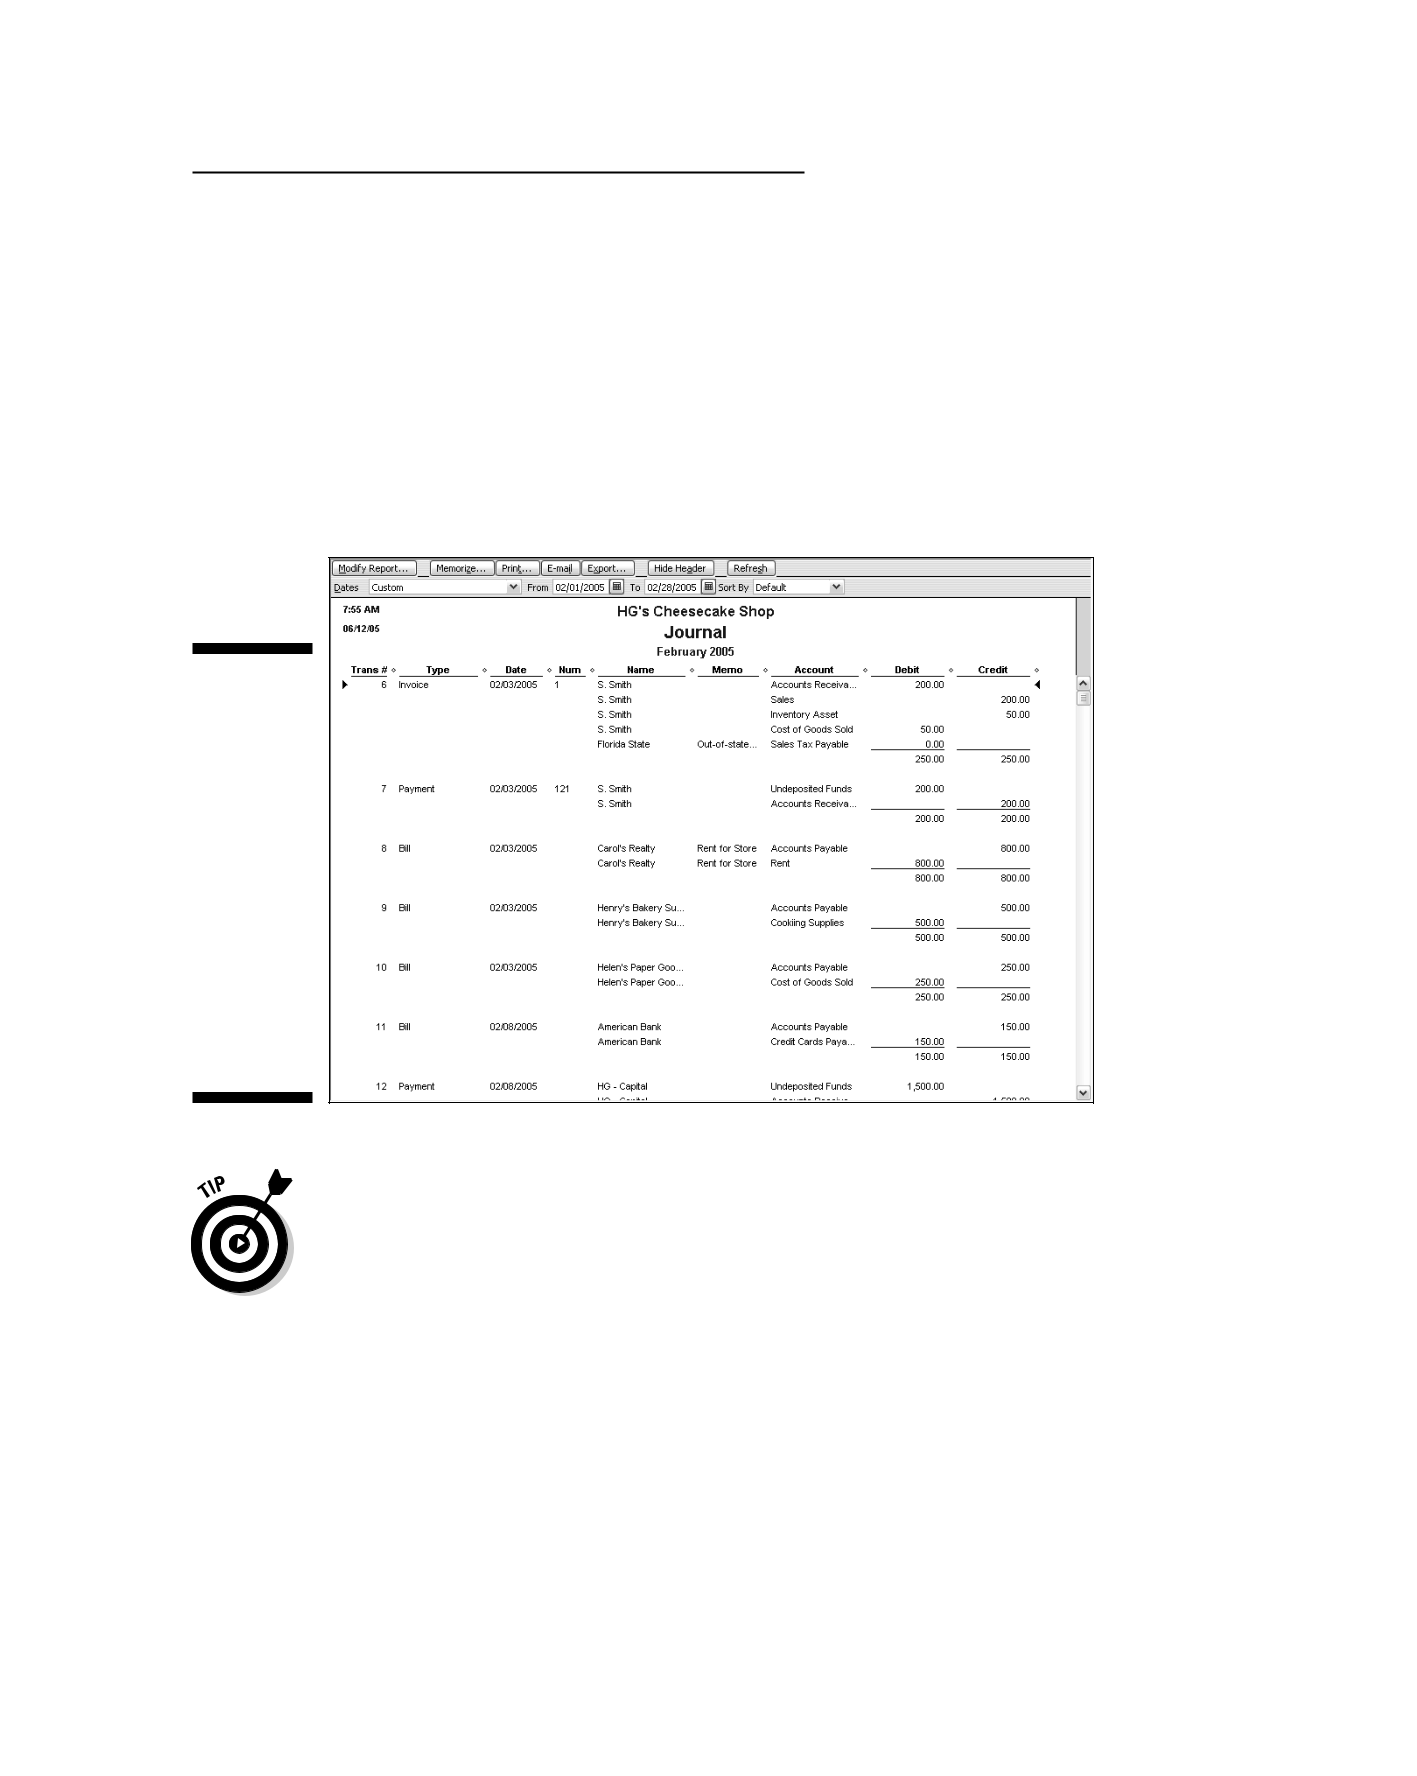 Modify Report... Memorize... Print... E-mail Export... Hide Header Refresh
Dates Custom From 02/01/2005 To 02/28/2005 Sort By Default
7:55 AM HG's Cheesecake Shop
06/12/05 Journal
February 2005
Trans # Type Date Num Name Memo Account Debit Credit
6 Invoice 02/03/2005 1 S. Smith Accounts Receiva... 200.00
S. Smith Sales 200.00
S. Smith Inventory Asset 50.00
S. Smith Cost of Goods Sold 50.00
Florida State Out-of-state... Sales Tax Payable 0.00
250.00 250.00
7 Payment 02/03/2005 121 S. Smith Undeposited Funds 200.00
S. Smith Accounts Receiva... 200.00
200.00 200.00
8 Bill 02/03/2005 Carol's Realty Rent for Store Accounts Payable 800.00
Carol's Realty Rent for Store Rent 800.00
800.00 800.00
9 Bill 02/03/2005 Henry's Bakery Su... Accounts Payable 500.00
Henry's Bakery Su... Cookiing Supplies 500.00
500.00 500.00
10 Bill 02/03/2005 Helen's Paper Goo... Accounts Payable 250.00
Helen's Paper Goo... Cost of Goods Sold 250.00
250.00 250.00
11 Bill 02/08/2005 American Bank Accounts Payable 150.00
American Bank Credit Cards Paya... 150.00
150.00 150.00
12 Payment 02/08/2005 HG - Capital Undeposited Funds 1,500.00
HG - Capital Accounts Receiva... 1,500.00
TIP